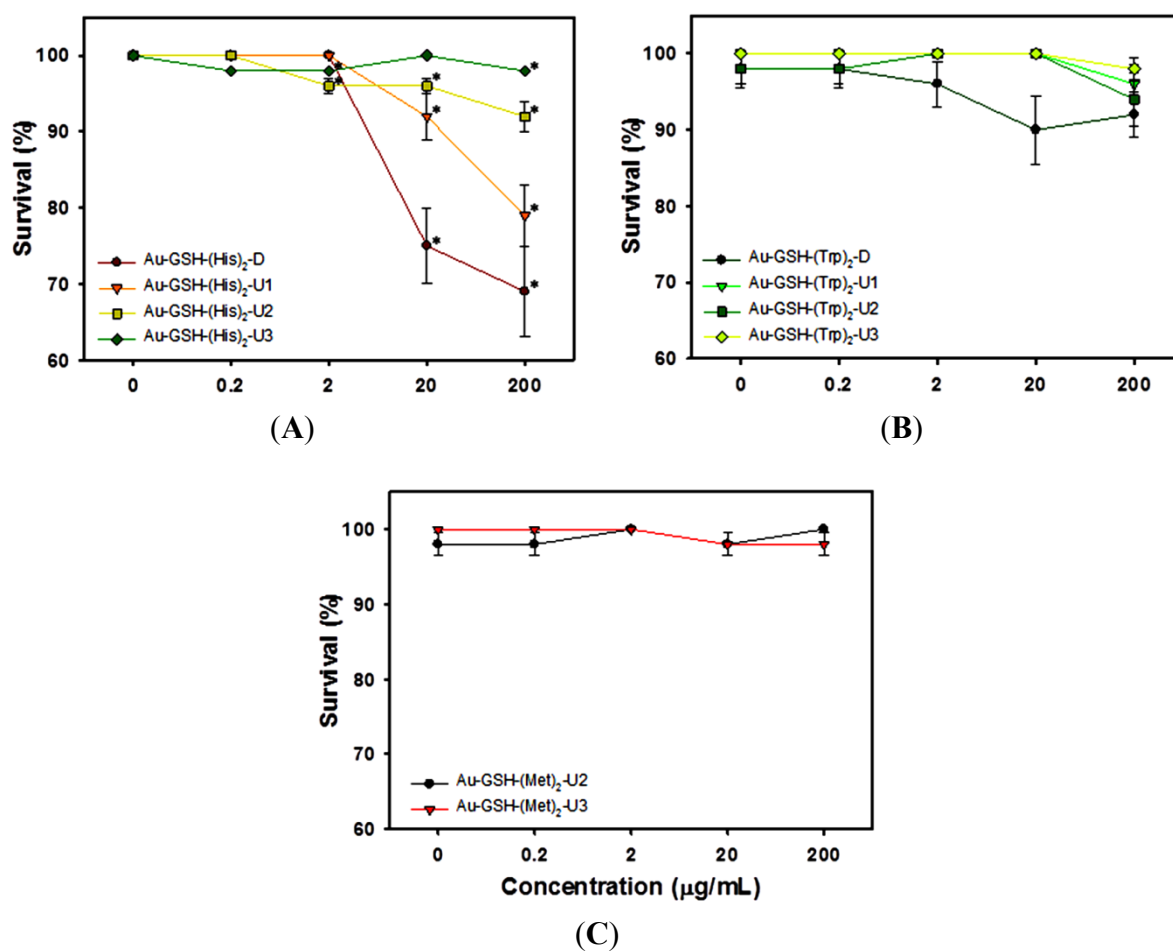 100
90
80
70
60
Survival (%)
Au-GSH-(His)₂-D
Au-GSH-(His)₂-U1
Au-GSH-(His)₂-U2
Au-GSH-(His)₂-U3
* * * * * * * *
0 0.2 2 20 200
(A)
100
90
80
70
60
Survival (%)
Au-GSH-(Trp)₂-D
Au-GSH-(Trp)₂-U1
Au-GSH-(Trp)₂-U2
Au-GSH-(Trp)₂-U3
0 0.2 2 20 200
(B)
100
90
80
70
60
Survival (%)
Au-GSH-(Met)₂-U2
Au-GSH-(Met)₂-U3
0 0.2 2 20 200
Concentration (µg/mL)
(C)